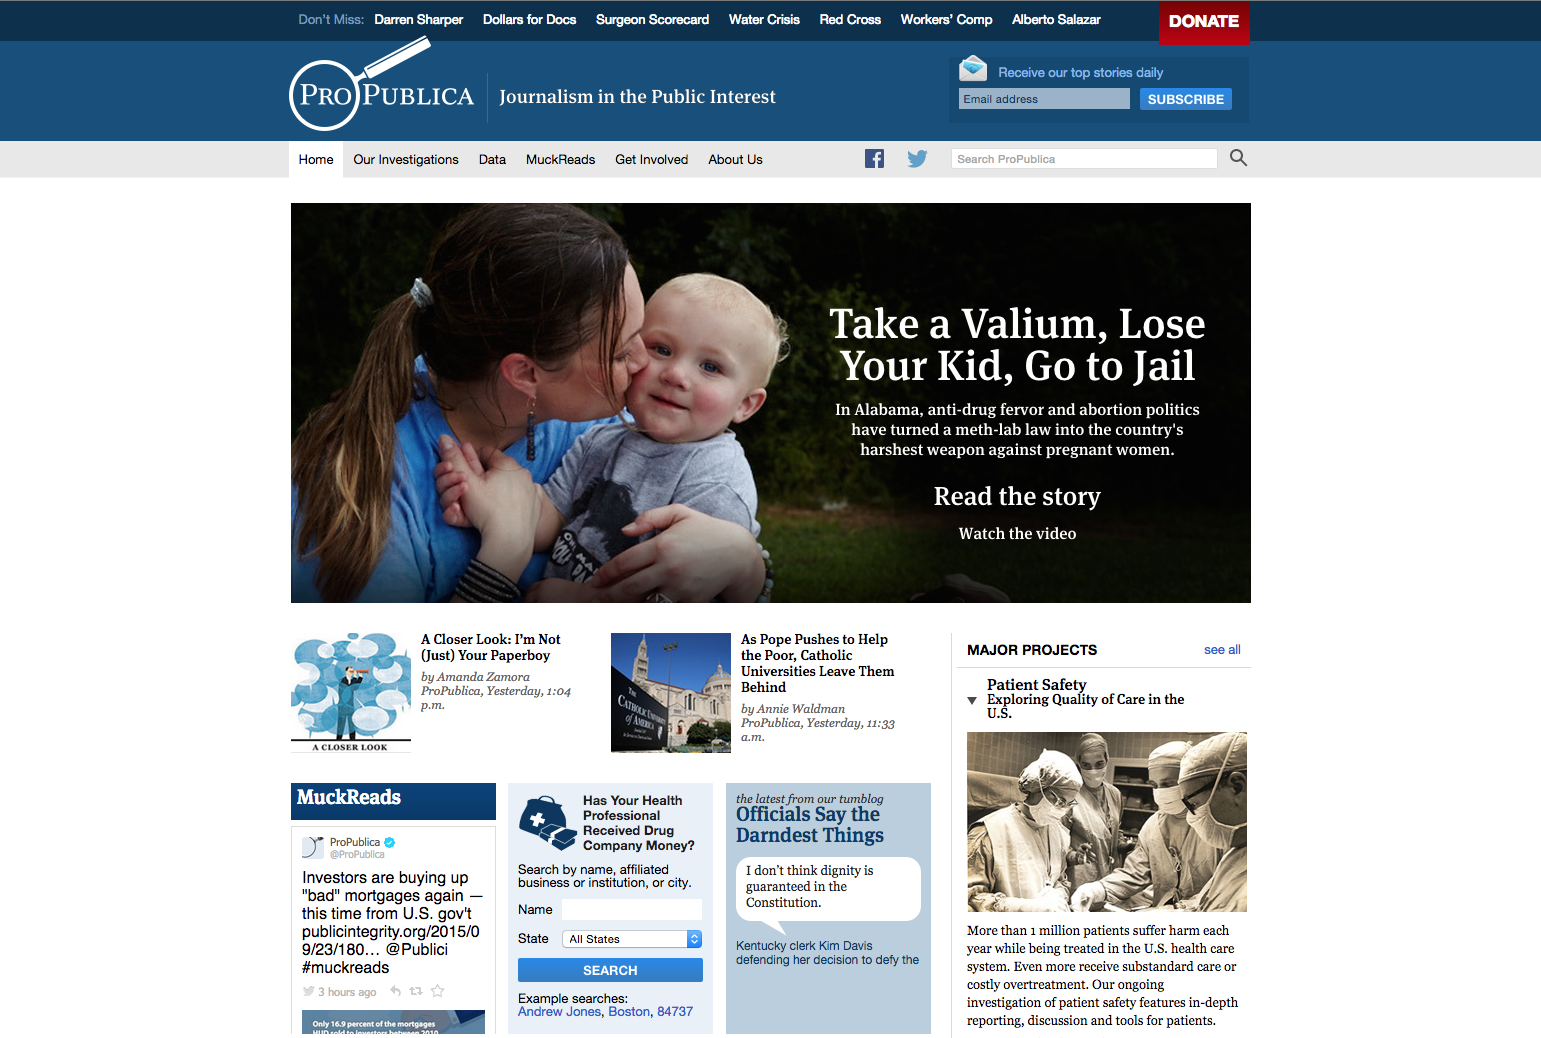 Don't Miss: Darren Sharper Dollars for Docs Surgeon Scorecard Water Crisis Red Cross Workers' Comp Alberto Salazar DONATE
PROPUBLICA
Journalism in the Public Interest
Receive our top stories daily
Email address SUBSCRIBE
Home Our Investigations Data MuckReads Get Involved About Us
Search ProPublica
Take a Valium, Lose
Your Kid, Go to Jail
In Alabama, anti-drug fervor and abortion politics
have turned a meth-lab law into the country's
harshest weapon against pregnant women.
Read the story
Watch the video
A CLOSER LOOK
A Closer Look: I'm Not
(Just) Your Paperboy
by Amanda Zamora
ProPublica, Yesterday, 1:04
p.m.
THE
CATHOLIC UNIVERSITY
of AMERICA
As Pope Pushes to Help
the Poor, Catholic
Universities Leave Them
Behind
by Annie Waldman
ProPublica, Yesterday, 11:33
a.m.
MuckReads
ProPublica
@ProPublica
Investors are buying up
"bad" mortgages again —
this time from U.S. gov't
publicintegrity.org/2015/0
9/23/180… @Publici
#muckreads
3 hours ago
Only 16.9 percent of the mortgages
HUD sold to investors between 2010
Has Your Health
Professional
Received Drug
Company Money?
Search by name, affiliated
business or institution, or city.
Name
State All States
SEARCH
Example searches:
Andrew Jones, Boston, 84737
the latest from our tumblog
Officials Say the
Darndest Things
I don't think dignity is
guaranteed in the
Constitution.
Kentucky clerk Kim Davis
defending her decision to defy the
MAJOR PROJECTS see all
Patient Safety
Exploring Quality of Care in the
U.S.
More than 1 million patients suffer harm each
year while being treated in the U.S. health care
system. Even more receive substandard care or
costly overtreatment. Our ongoing
investigation of patient safety features in-depth
reporting, discussion and tools for patients.